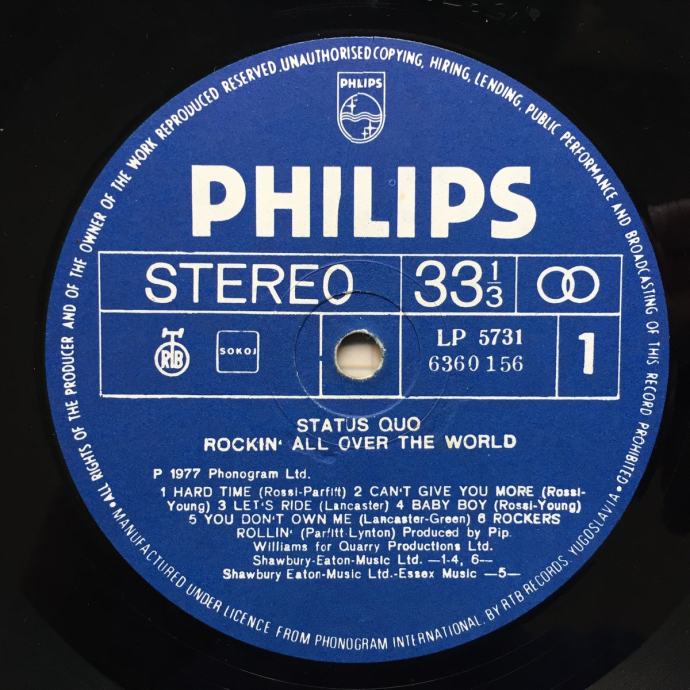 • ALL RIGHTS OF THE PRODUCER AND OF THE OWNER OF THE WORK REPRODUCED RESERVED. UNAUTHORISED COPYING, HIRING, LENDING, PUBLIC PERFORMANCE AND BROADCASTING OF THIS RECORD PROHIBITED •
PHILIPS
PHILIPS
STEREO 33 1/3
RTB SOKOJ LP 5731 1
6360 156
STATUS QUO
ROCKIN' ALL OVER THE WORLD
P 1977 Phonogram Ltd.
1 HARD TIME (Rossi-Parfitt) 2 CAN'T GIVE YOU MORE (Rossi-
Young) 3 LET'S RIDE (Lancaster) 4 BABY BOY (Rossi-Young)
5 YOU DON'T OWN ME (Lancaster-Green) 6 ROCKERS
ROLLIN' (Parfitt-Lynton) Produced by Pip
Williams for Quarry Productions Ltd.
Shawbury-Eaton-Music Ltd. —1-4, 6—
Shawbury Eaton-Music Ltd.-Essex Music —5—
MANUFACTURED UNDER LICENCE FROM PHONOGRAM INTERNATIONAL, BY RTB RECORDS, YUGOSLAVIA